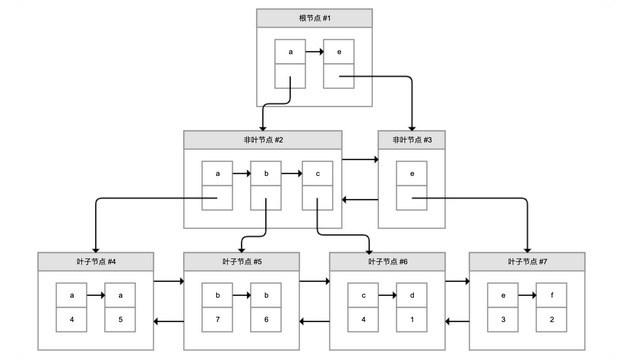 根节点 #1
a e
非叶节点 #2
非叶节点 #3
a b c
e
叶子节点 #4
叶子节点 #5
叶子节点 #6
叶子节点 #7
a a
b b
c d
e f
4 5
7 6
4 1
3 2